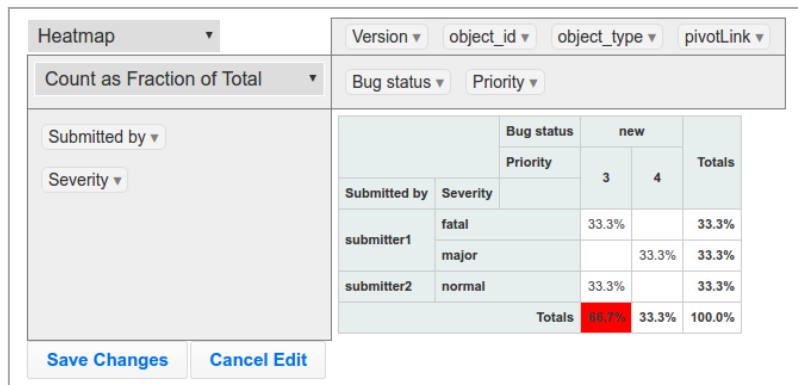 Heatmap ▾ Version ▾ object_id ▾ object_type ▾ pivotLink ▾
Count as Fraction of Total ▾ Bug status ▾ Priority ▾
Submitted by ▾
Severity ▾
Bug status new Totals
Priority 3 4
Submitted by Severity
submitter1 fatal 33.3% 33.3%
major 33.3% 33.3%
submitter2 normal 33.3% 33.3%
Totals 66.7% 33.3% 100.0%
Save Changes Cancel Edit